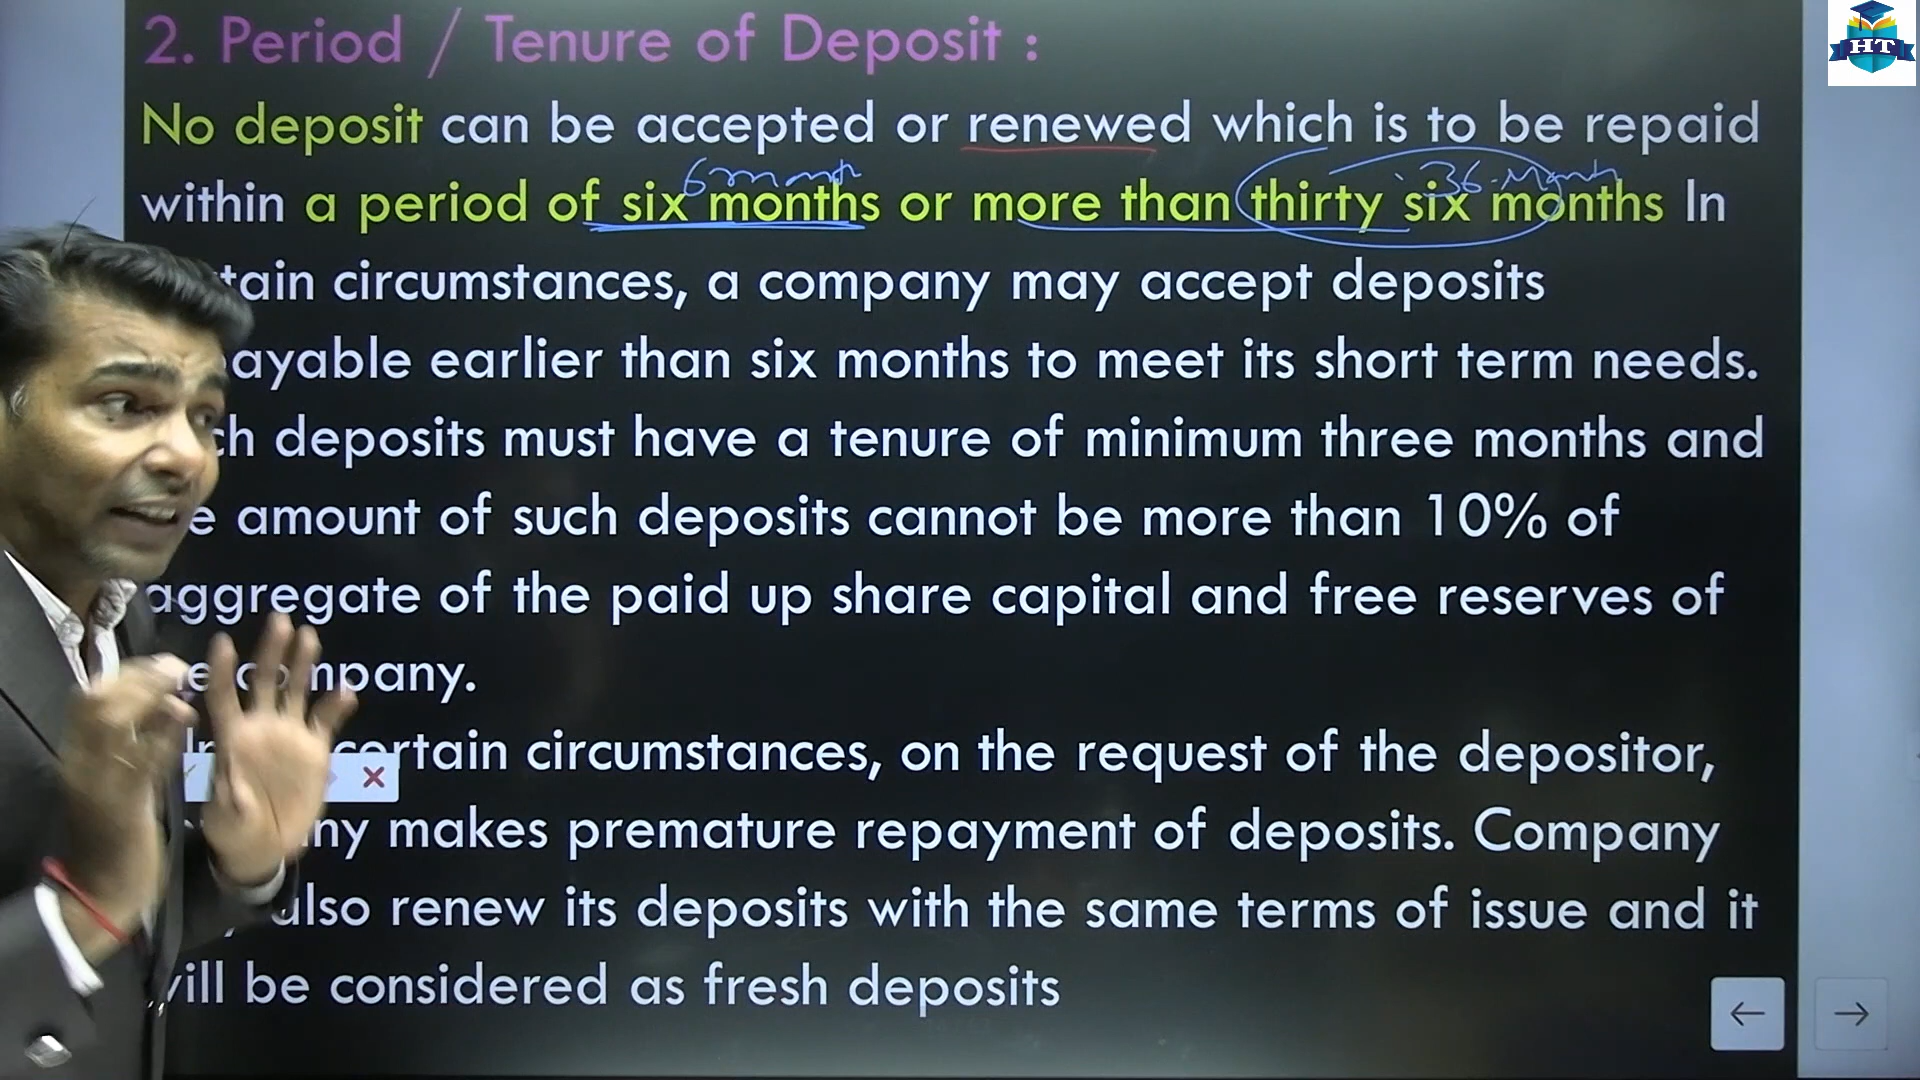 2. Period / Tenure of Deposit :
HT
No deposit can be accepted or renewed which is to be repaid
6 month 36 Month
within a period of six months or more than thirty six months In
tain circumstances, a company may accept deposits
ayable earlier than six months to meet its short term needs.
ch deposits must have a tenure of minimum three months and
e amount of such deposits cannot be more than 10% of
aggregate of the paid up share capital and free reserves of
company.
certain circumstances, on the request of the depositor,
ny makes premature repayment of deposits. Company
also renew its deposits with the same terms of issue and it
will be considered as fresh deposits